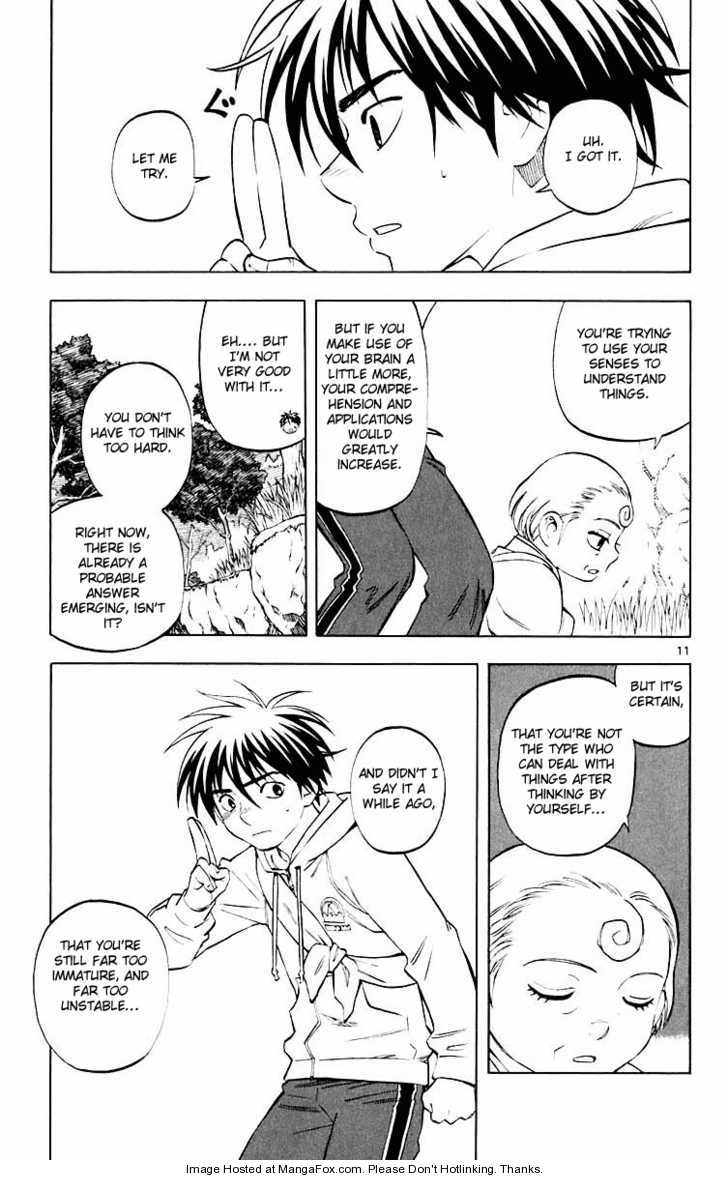 UH.
I GOT IT.
LET ME
TRY.
ぐ
YOU'RE TRYING
TO USE YOUR
SENSES TO
UNDERSTAND
THINGS.
BUT IF YOU
MAKE USE OF
YOUR BRAIN
A LITTLE
MORE,
YOUR COMPRE-
HENSION AND
APPLICATIONS
WOULD
GREATLY
INCREASE.
EH.... BUT
I'M NOT
VERY GOOD
WITH IT...
YOU DON'T
HAVE TO THINK
TOO HARD.
RIGHT NOW,
THERE IS
ALREADY A
PROBABLE
ANSWER
EMERGING, ISN'T
IT?
11
BUT IT'S
CERTAIN,
THAT YOU'RE NOT
THE TYPE WHO
CAN DEAL WITH
THINGS AFTER
THINKING BY
YOURSELF...
AND DIDN'T I
SAY IT A
WHILE AGO,
THAT YOU'RE
STILL FAR TOO
IMMATURE, AND
FAR TOO
UNSTABLE...
Image Hosted at MangaFox.com. Please Don't Hotlinking. Thanks.